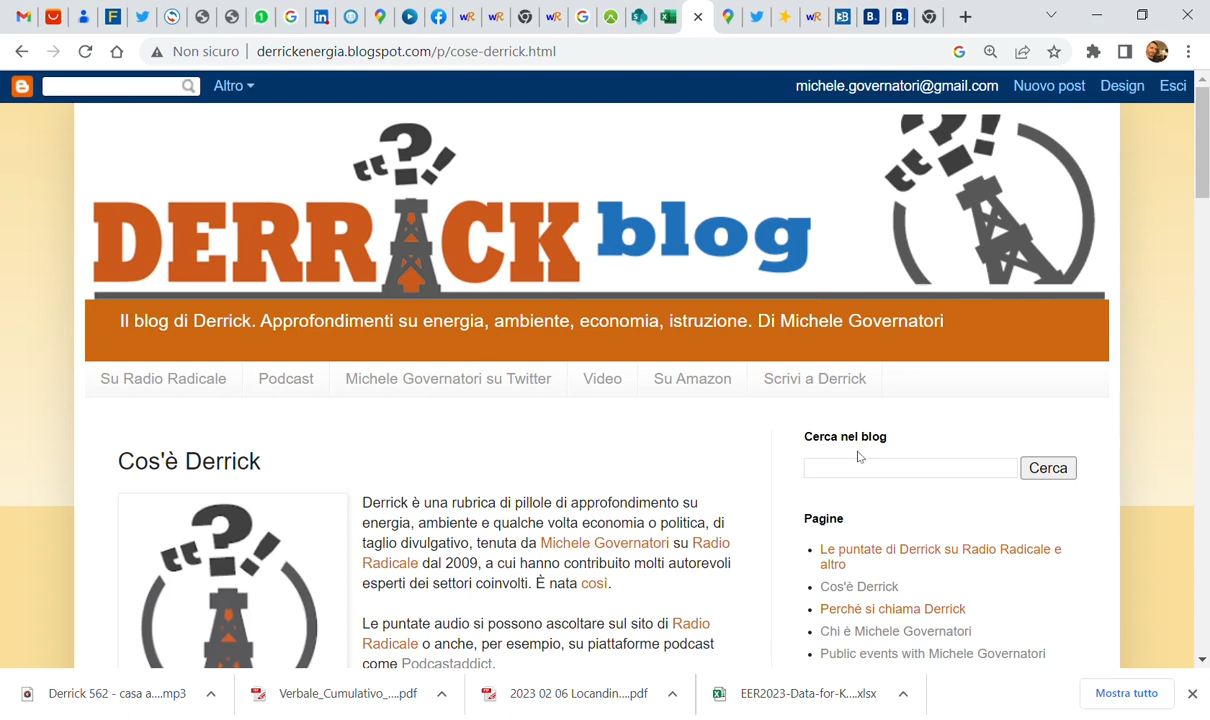 Non sicuro
derrickenergia.blogspot.com/p/cose-derrick.html
Altro
michele.governatori@gmail.com Nuovo post Design Esci
DERRICK blog
Il blog di Derrick. Approfondimenti su energia, ambiente, economia, istruzione. Di Michele Governatori
Su Radio Radicale Podcast Michele Governatori su Twitter Video Su Amazon Scrivi a Derrick
Cos'è Derrick
Derrick è una rubrica di pillole di approfondimento su
energia, ambiente e qualche volta economia o politica, di
taglio divulgativo, tenuta da Michele Governatori su Radio
Radicale dal 2009, a cui hanno contribuito molti autorevoli
esperti dei settori coinvolti. È nata così.
Le puntate audio si possono ascoltare sul sito di Radio
Radicale o anche, per esempio, su piattaforme podcast
come Podcastaddict.
Cerca nel blog
Cerca
Pagine
Le puntate di Derrick su Radio Radicale e
altro
Cos'è Derrick
Perché si chiama Derrick
Chi è Michele Governatori
Public events with Michele Governatori
Derrick 562 - casa a....mp3
Verbale_Cumulativo_....pdf
2023 02 06 Locandin....pdf
EER2023-Data-for-K....xlsx
Mostra tutto